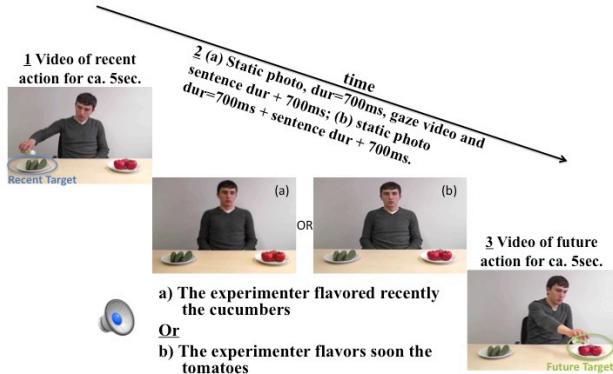 1 Video of recent
action for ca. 5sec.
time
2 (a) Static photo, dur=700ms, gaze video and
sentence dur + 700ms; (b) static photo
dur=700ms + sentence dur + 700ms.
Recent Target
(a)
OR
(b)
3 Video of future
action for ca. 5sec.
a) The experimenter flavored recently
the cucumbers
Or
b) The experimenter flavors soon the
tomatoes
Future Target